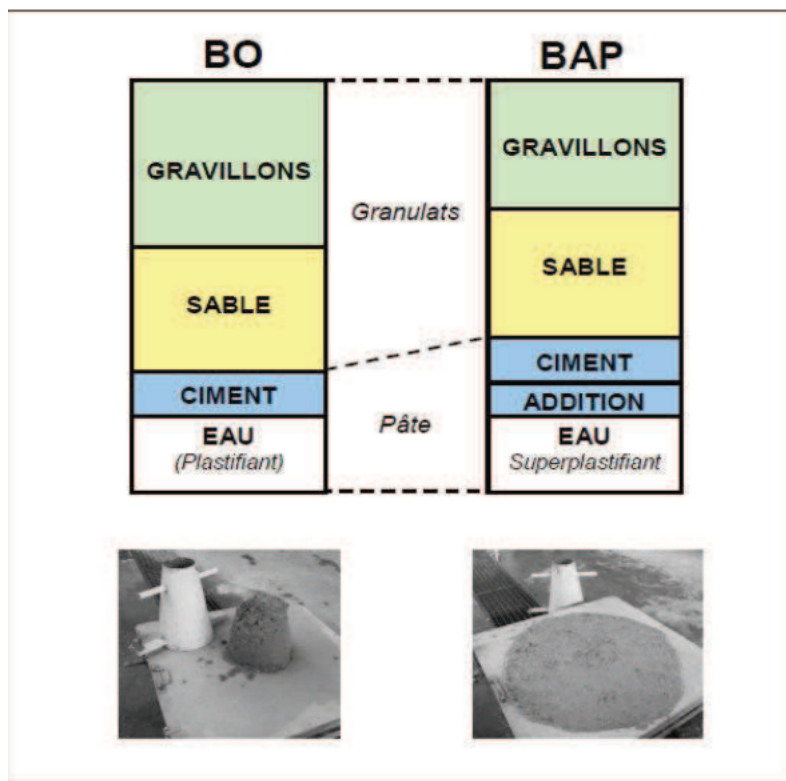 BO
BAP
GRAVILLONS
GRAVILLONS
Granulats
SABLE
SABLE
CIMENT
CIMENT
Pâte
ADDITION
EAU
EAU
(Plastifiant)
Superplastifiant